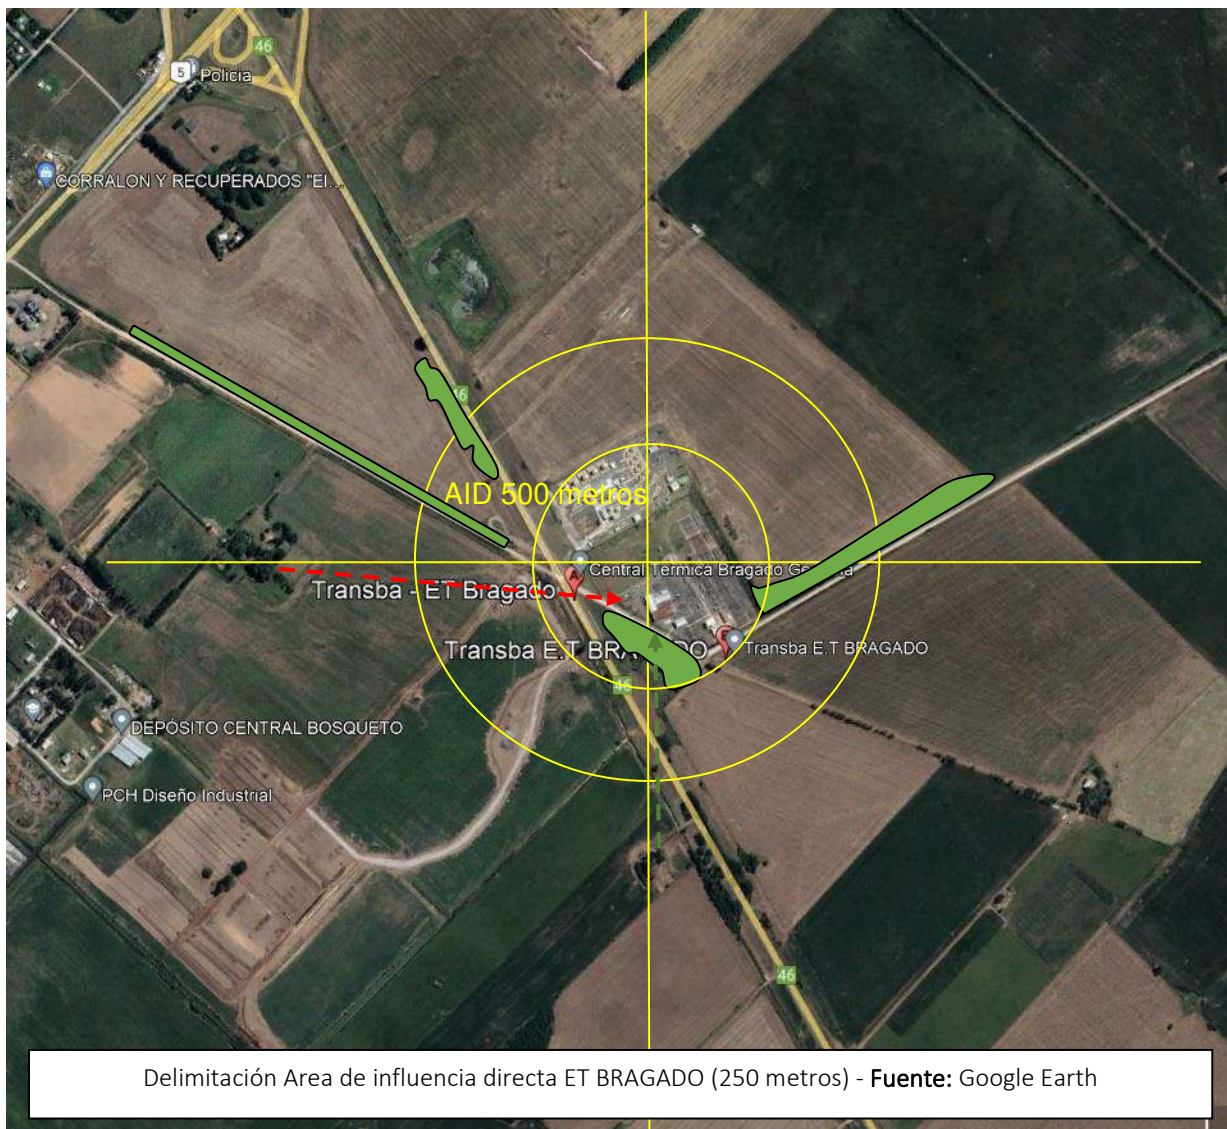 46
5
Policia
CORRALON Y RECUPERADOS "El...
46
AID 500 metros
Central Térmica Bragado Ge
Transba - ET Bragado
A
Transba E.T BRAGADO
Transba E.T BRAGADO
46
DEPÓSITO CENTRAL BOSQUETO
PCH Diseño Industrial
46
Delimitación Area de influencia directa ET BRAGADO (250 metros) - Fuente: Google Earth